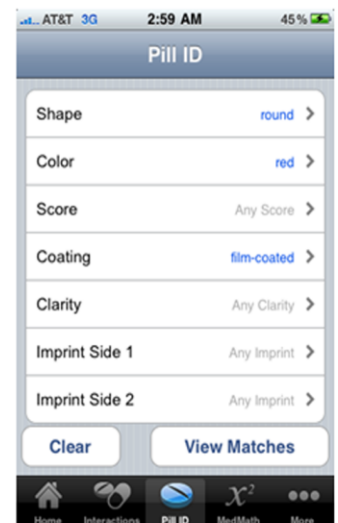 AT&T 3G 2:59 AM 45%
Pill ID
Shape round
Color red
Score Any Score
Coating film-coated
Clarity Any Clarity
Imprint Side 1 Any Imprint
Imprint Side 2 Any Imprint
Clear View Matches
x²
Home Interactions Pill ID MedMath More